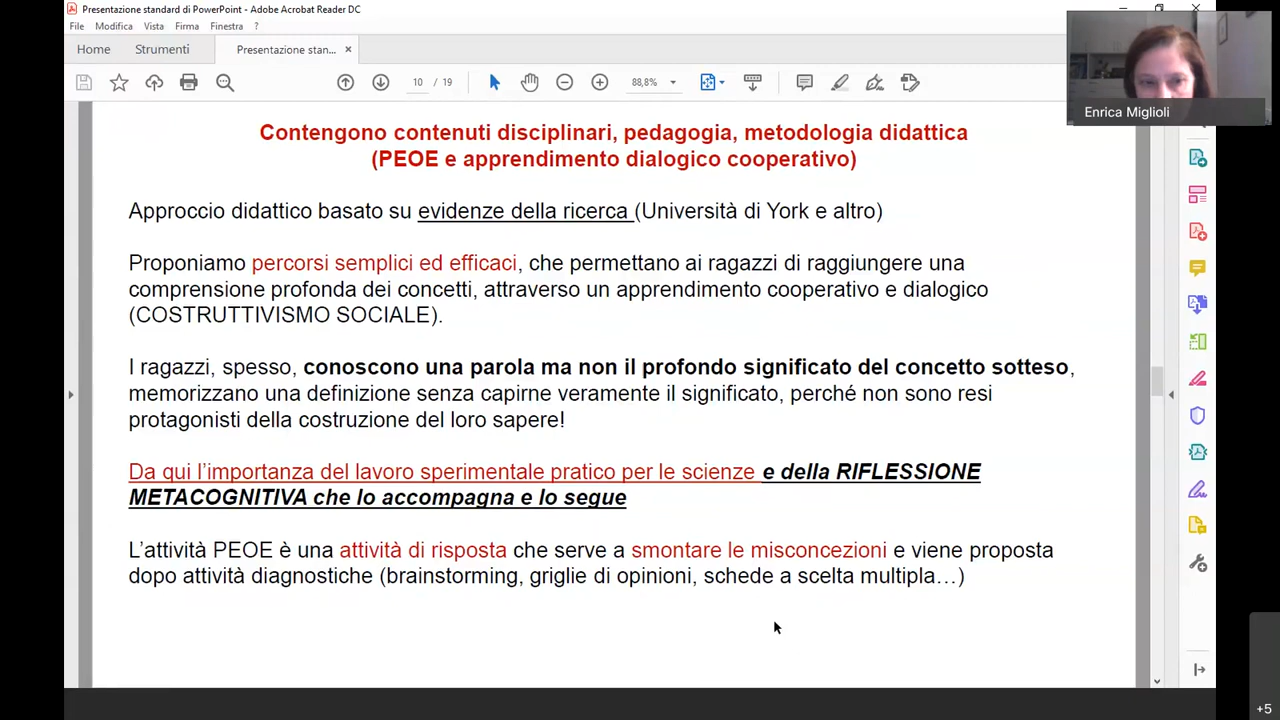 Presentazione standard di PowerPoint - Adobe Acrobat Reader DC
File Modifica Vista Firma Finestra ?
Home Strumenti Presentazione stan... ×
10 / 19 88,8%
Enrica Miglioli
Contengono contenuti disciplinari, pedagogia, metodologia didattica
(PEOE e apprendimento dialogico cooperativo)
Approccio didattico basato su evidenze della ricerca (Università di York e altro)
Proponiamo percorsi semplici ed efficaci, che permettano ai ragazzi di raggiungere una
comprensione profonda dei concetti, attraverso un apprendimento cooperativo e dialogico
(COSTRUTTIVISMO SOCIALE).
I ragazzi, spesso, conoscono una parola ma non il profondo significato del concetto sotteso,
memorizzano una definizione senza capirne veramente il significato, perché non sono resi
protagonisti della costruzione del loro sapere!
Da qui l'importanza del lavoro sperimentale pratico per le scienze e della RIFLESSIONE
METACOGNITIVA che lo accompagna e lo segue
L'attività PEOE è una attività di risposta che serve a smontare le misconcezioni e viene proposta
dopo attività diagnostiche (brainstorming, griglie di opinioni, schede a scelta multipla…)
+5